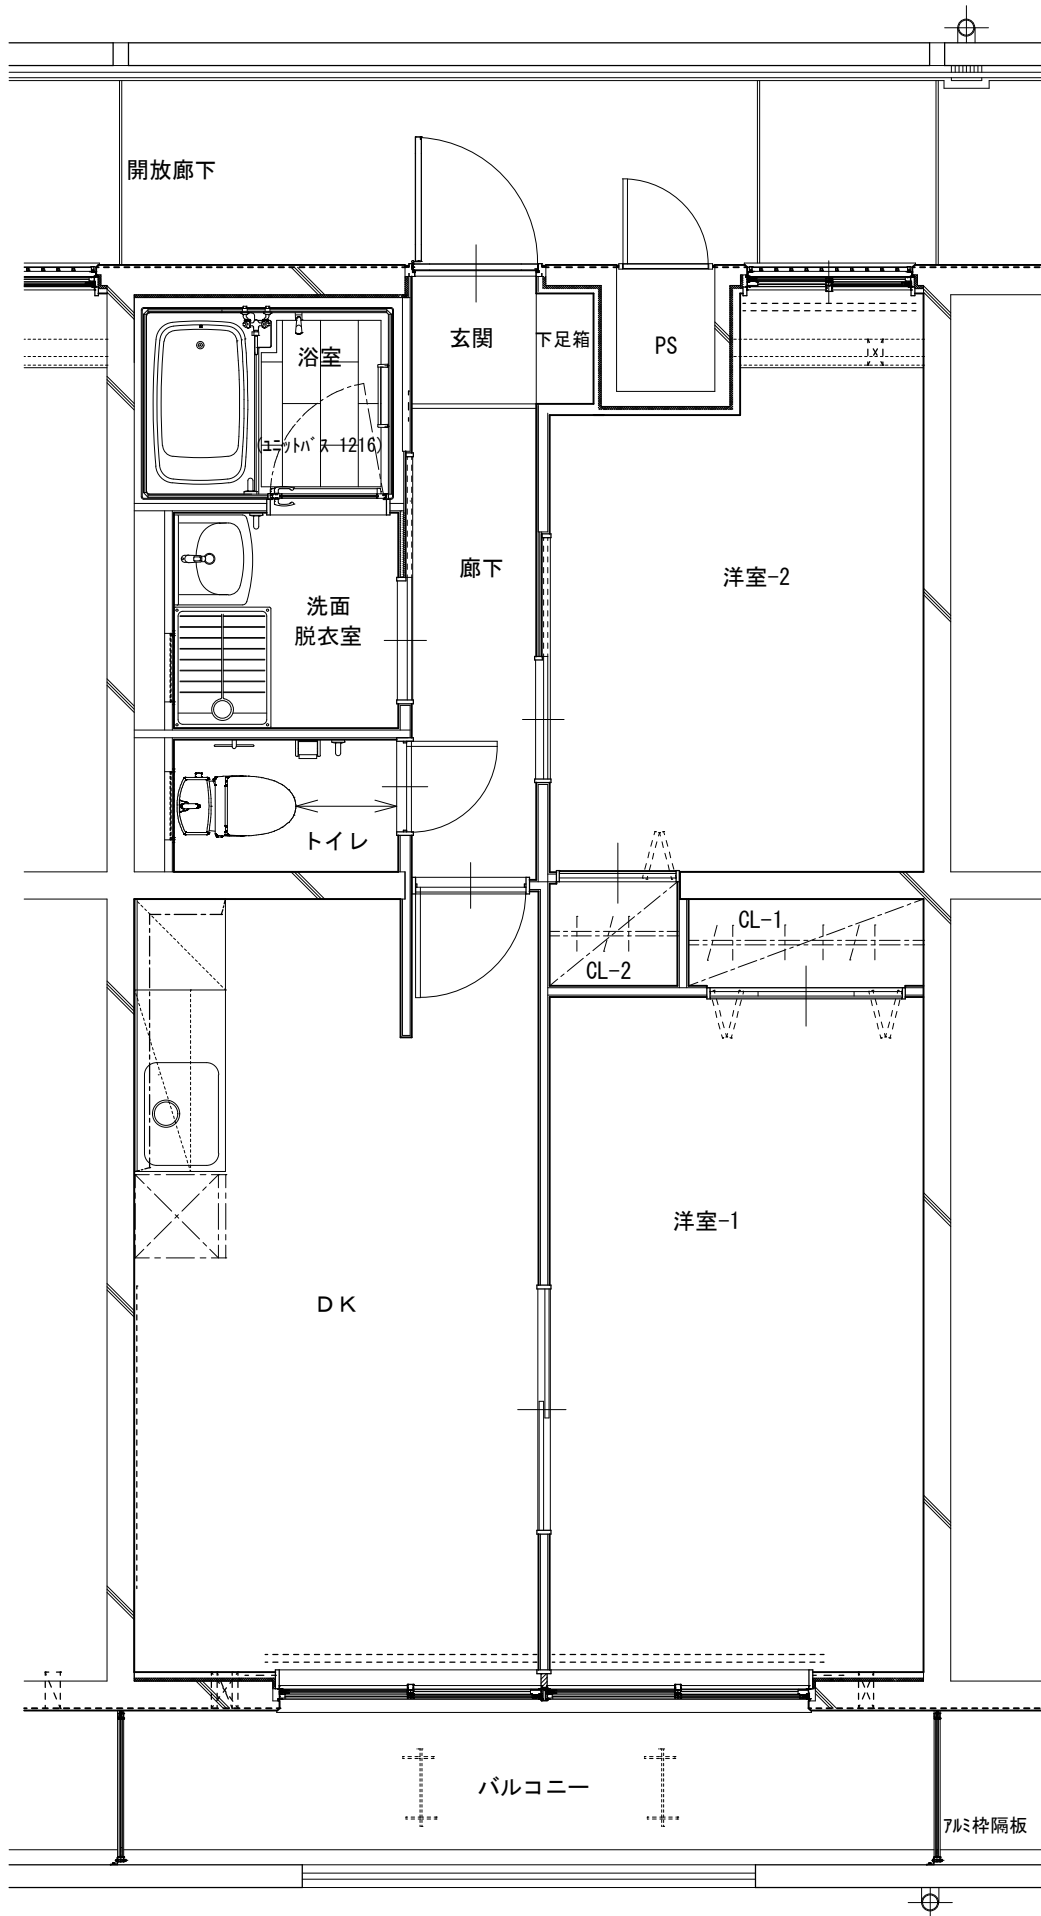 開放廊下
玄関
下足箱
PS
浴室
(ﾕﾆｯﾄﾊﾞｽ 1216)
廊下
洋室-2
洗面
脱衣室
トイレ
CL-1
CL-2
洋室-1
ＤＫ
バルコニー
ｱﾙﾐ枠隔板